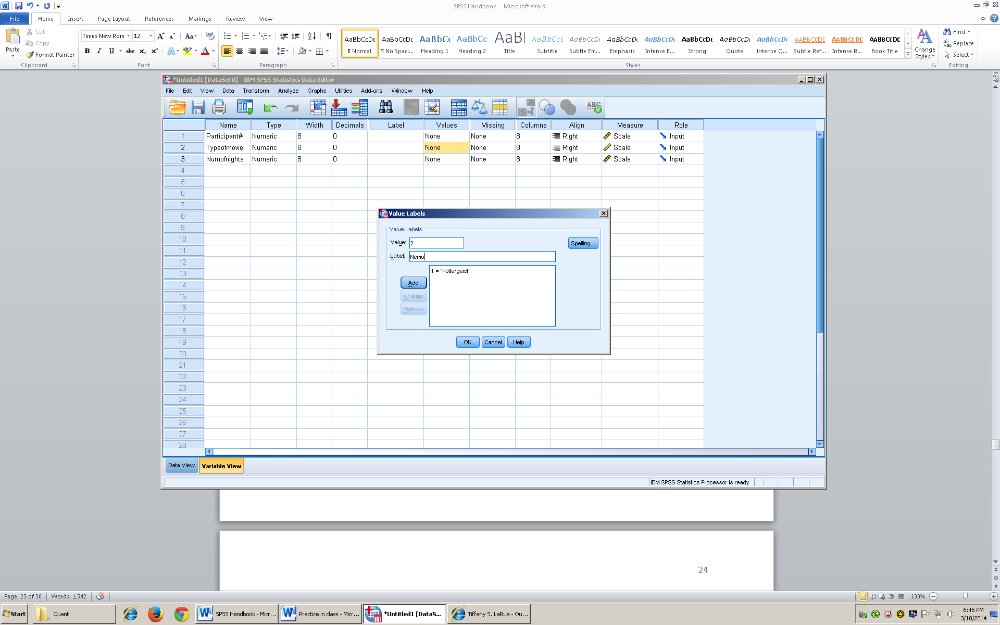 SPSS Handbook - Microsoft Word
File Home Insert Page Layout References Mailings Review View
Cut
Copy
Format Painter
Paste
Times New Rom 12
B I U abc
AaBbCcDc AaBbCcDc AaBbCc AaBbCc AaBl AaBbCcL AaBbCcDc AaBbCcDc AaBbCcDc AaBbCcDc AaBbCcDc AaBbCcDc AABBCCDC AABBCCDC AABBCCDC
¶ Normal ¶ No Spaci... Heading 1 Heading 2 Title Subtitle Subtle Em... Emphasis Intense E... Strong Quote Intense Q... Subtle Ref... Intense R... Book Title
Change Styles
Find
Replace
Select
Clipboard Font Paragraph Styles Editing
*Untitled1 [DataSet0] - IBM SPSS Statistics Data Editor
File Edit View Data Transform Analyze Graphs Utilities Add-ons Window Help
Name Type Width Decimals Label Values Missing Columns Align Measure Role
1 Participant# Numeric 8 0 None None 8 Right Scale Input
2 Typeofmovie Numeric 8 0 None None 8 Right Scale Input
3 Numofnights Numeric 8 0 None None 8 Right Scale Input
4
5
6
7
8
9
10
11
12
13
14
15
16
17
18
19
20
21
22
23
24
25
26
27
28
Value Labels
Value Labels
Value: 2
Spelling...
Label: Nemo
1 = "Poltergeist"
Add
Change
Remove
OK Cancel Help
Data View Variable View
IBM SPSS Statistics Processor is ready
24
Page: 23 of 30 Words: 1,542 130%
Start Quant SPSS Handbook - Micr... Practice in class - Micr... *Untitled1 [DataS... Tiffany S. LaRue - Ou...
6:45 PM
3/18/2014